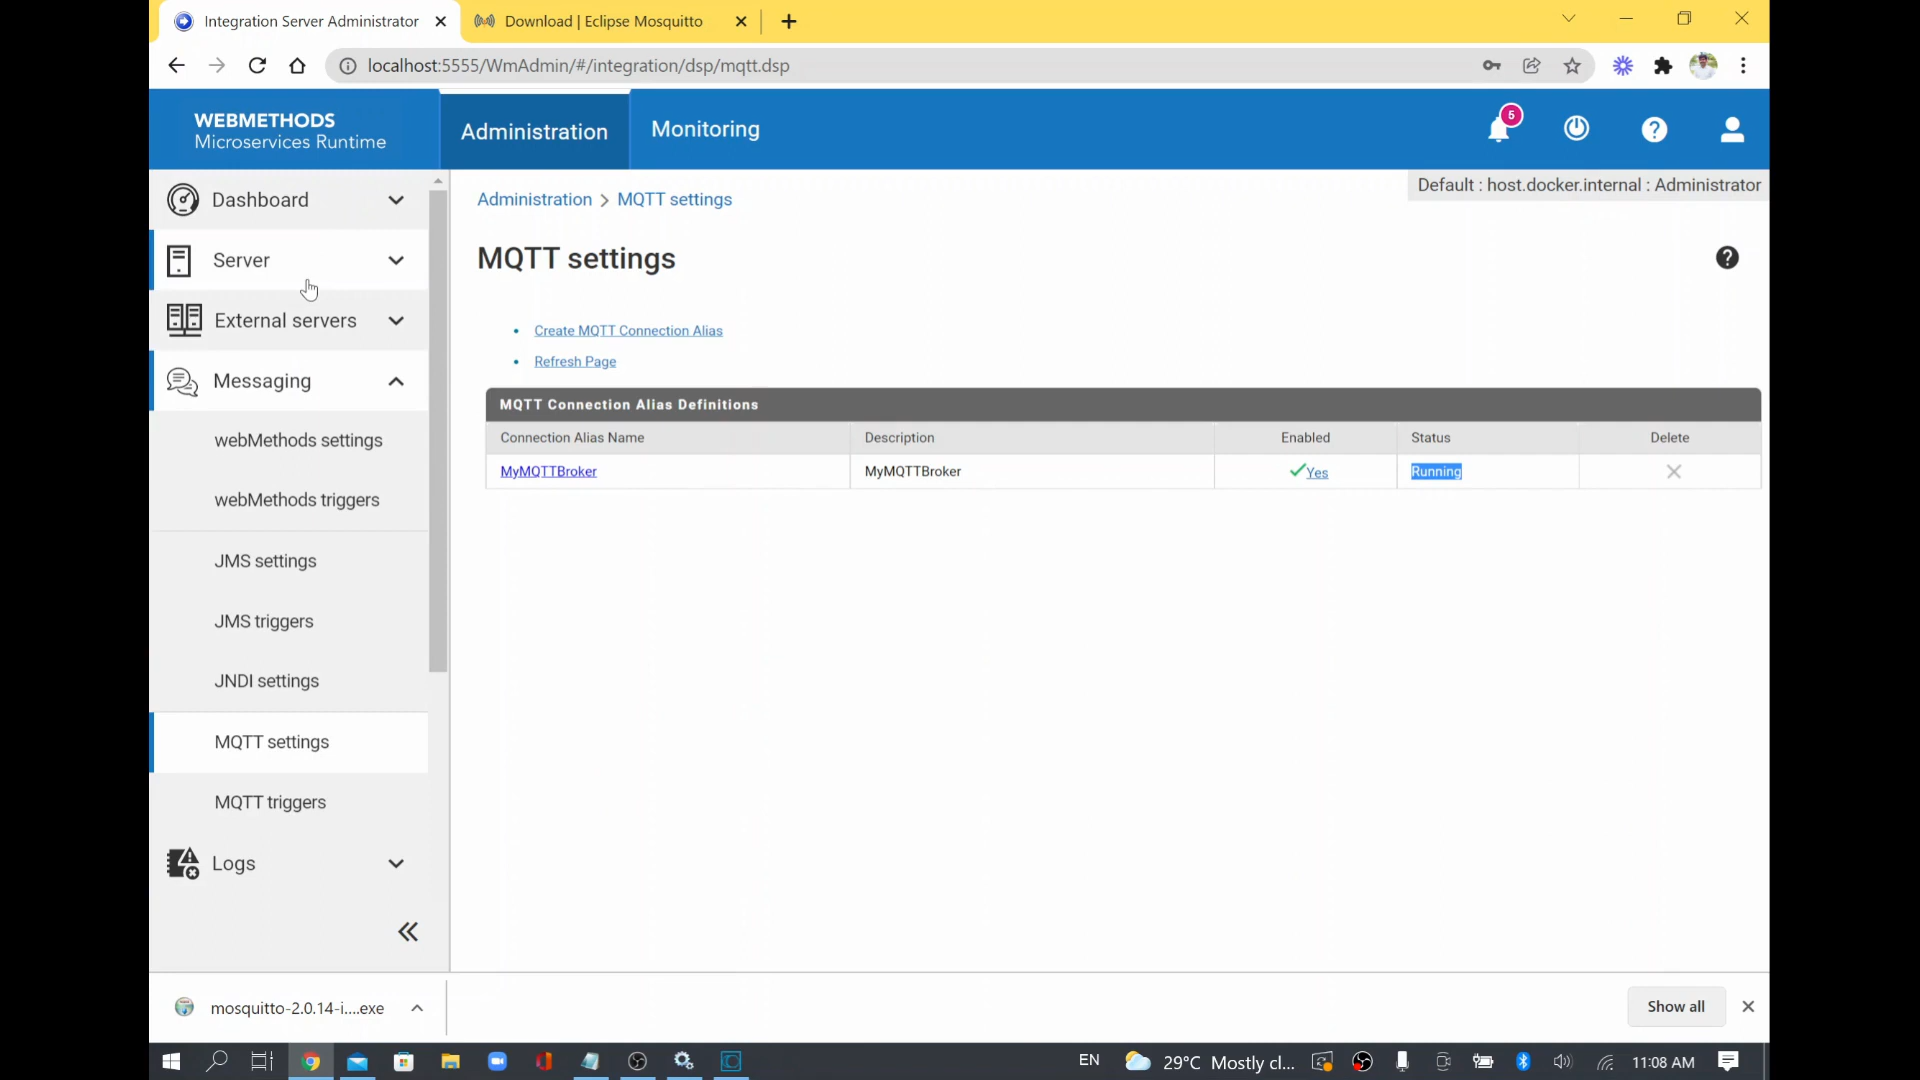 Integration Server Administrator
Download | Eclipse Mosquitto
localhost:5555/WmAdmin/#/integration/dsp/mqtt.dsp
WEBMETHODS
Microservices Runtime
Administration
Monitoring
5
Default : host.docker.internal : Administrator
Dashboard
Server
External servers
Messaging
webMethods settings
webMethods triggers
JMS settings
JMS triggers
JNDI settings
MQTT settings
MQTT triggers
Logs
Administration > MQTT settings
MQTT settings
Create MQTT Connection Alias
Refresh Page
MQTT Connection Alias Definitions
Connection Alias Name Description Enabled Status Delete
MyMQTTBroker MyMQTTBroker Yes Running
mosquitto-2.0.14-i....exe
Show all
EN
29°C Mostly cl...
11:08 AM